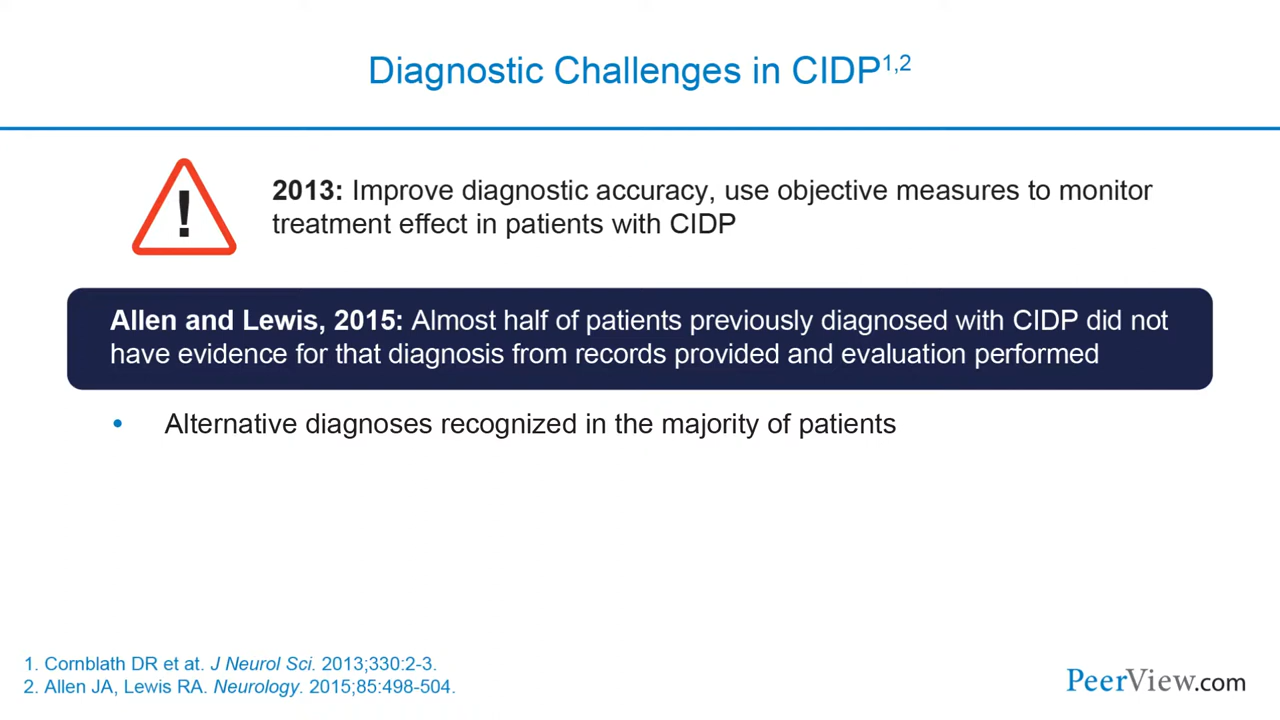 Diagnostic Challenges in CIDP1,2
!
2013: Improve diagnostic accuracy, use objective measures to monitor
treatment effect in patients with CIDP
Allen and Lewis, 2015: Almost half of patients previously diagnosed with CIDP did not
have evidence for that diagnosis from records provided and evaluation performed
• Alternative diagnoses recognized in the majority of patients
1. Cornblath DR et at. J Neurol Sci. 2013;330:2-3.
2. Allen JA, Lewis RA. Neurology. 2015;85:498-504.
PeerView.com